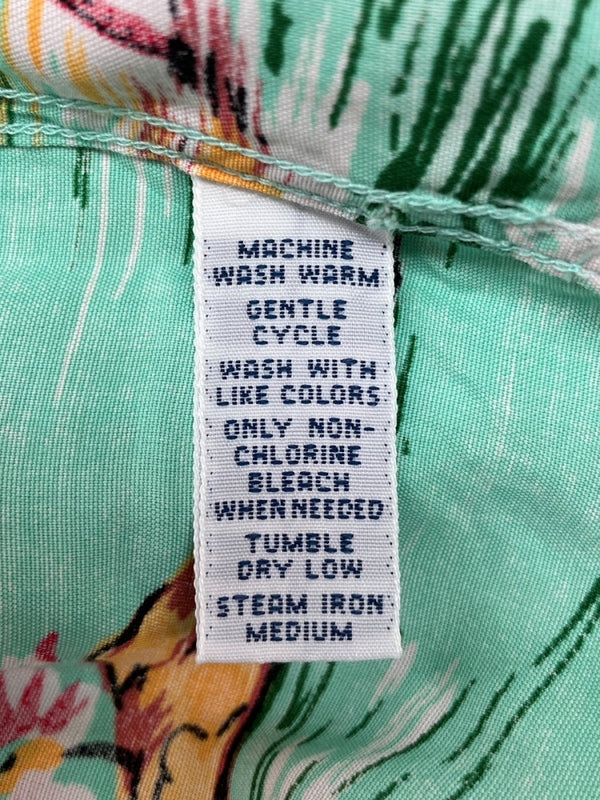 MACHINE
WASH WARM
GENTLE
CYCLE
WASH WITH
LIKE COLORS
ONLY NON-
CHLORINE
BLEACH
WHEN NEEDED
TUMBLE
DRY LOW
STEAM IRON
MEDIUM